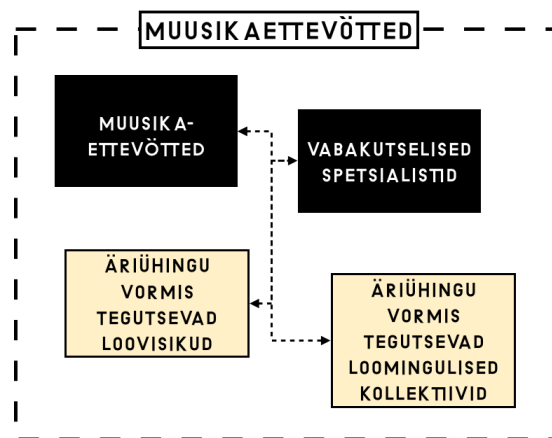 MUUSIKAETTEVÕTTED
MUUSIKA-
ETTEVÕTTED
VABAKUTSELISED
SPETSIALISTID
ÄRIÜHINGU
VORMIS
TEGUTSEVAD
LOOVISIKUD
ÄRIÜHINGU
VORMIS
TEGUTSEVAD
LOOMINGULISED
KOLLEKTIIVID